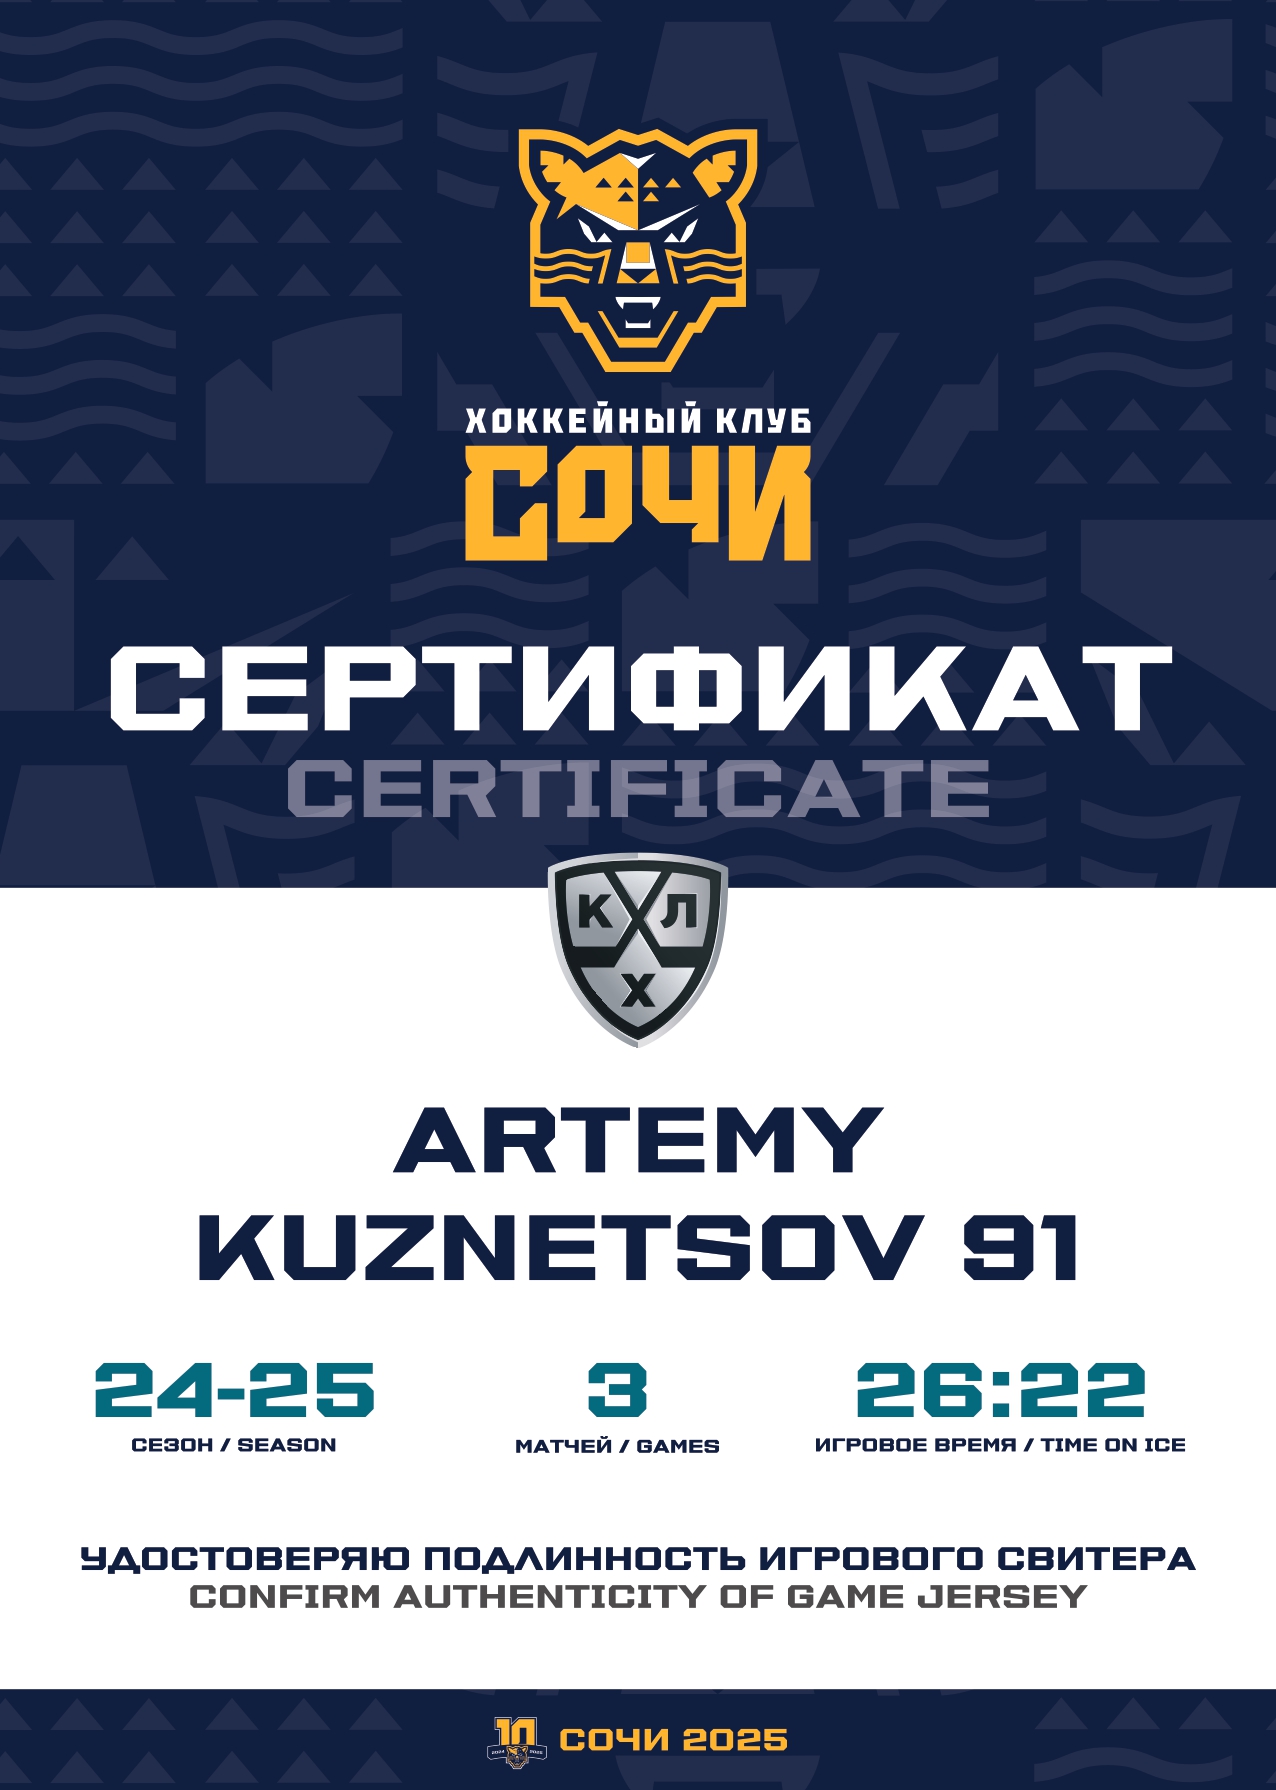 ХОККЕЙНЫЙ КЛУБ
СОЧИ
СЕРТИФИКАТ
CERTIFICATE
К Л
Х
ARTEMY
KUZNETSOV 91
24-25 3 26:22
СЕЗОН / SEASON МАТЧЕЙ / GAMES ИГРОВОЕ ВРЕМЯ / TIME ON ICE
УДОСТОВЕРЯЮ ПОДЛИННОСТЬ ИГРОВОГО СВИТЕРА
CONFIRM AUTHENTICITY OF GAME JERSEY
10 СОЧИ 2025